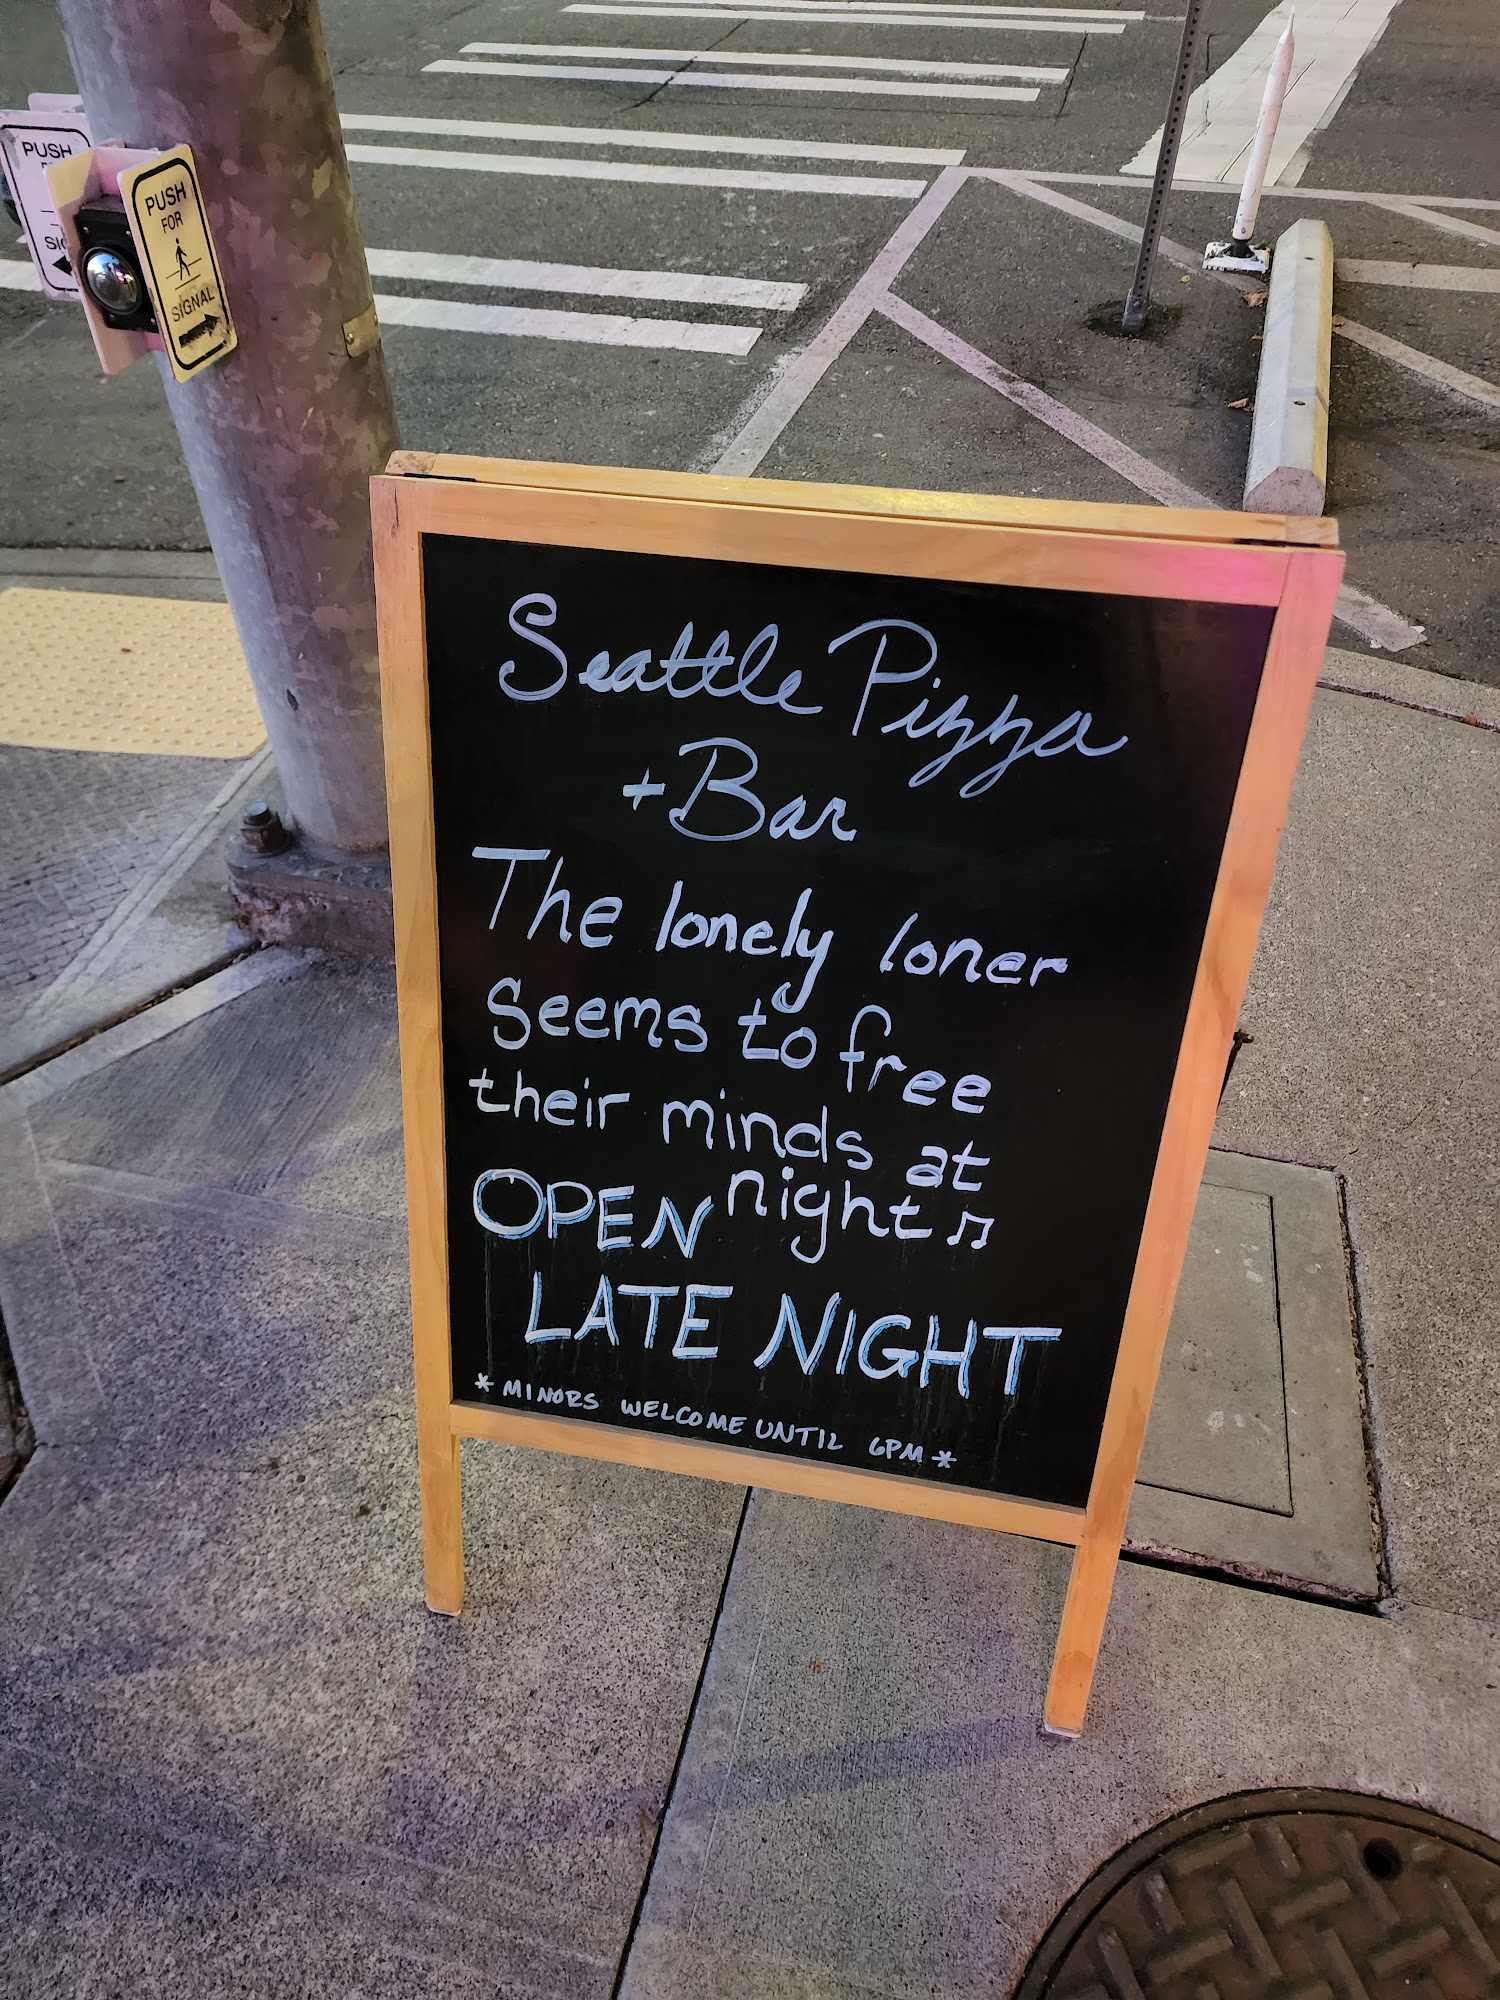 PUSH
SIG
PUSH
FOR
SIGNAL
Seattle Pizza
+ Bar
The lonely loner
seems to free
their minds at
night ♫
OPEN
LATE NIGHT
* MINORS WELCOME UNTIL 6PM *